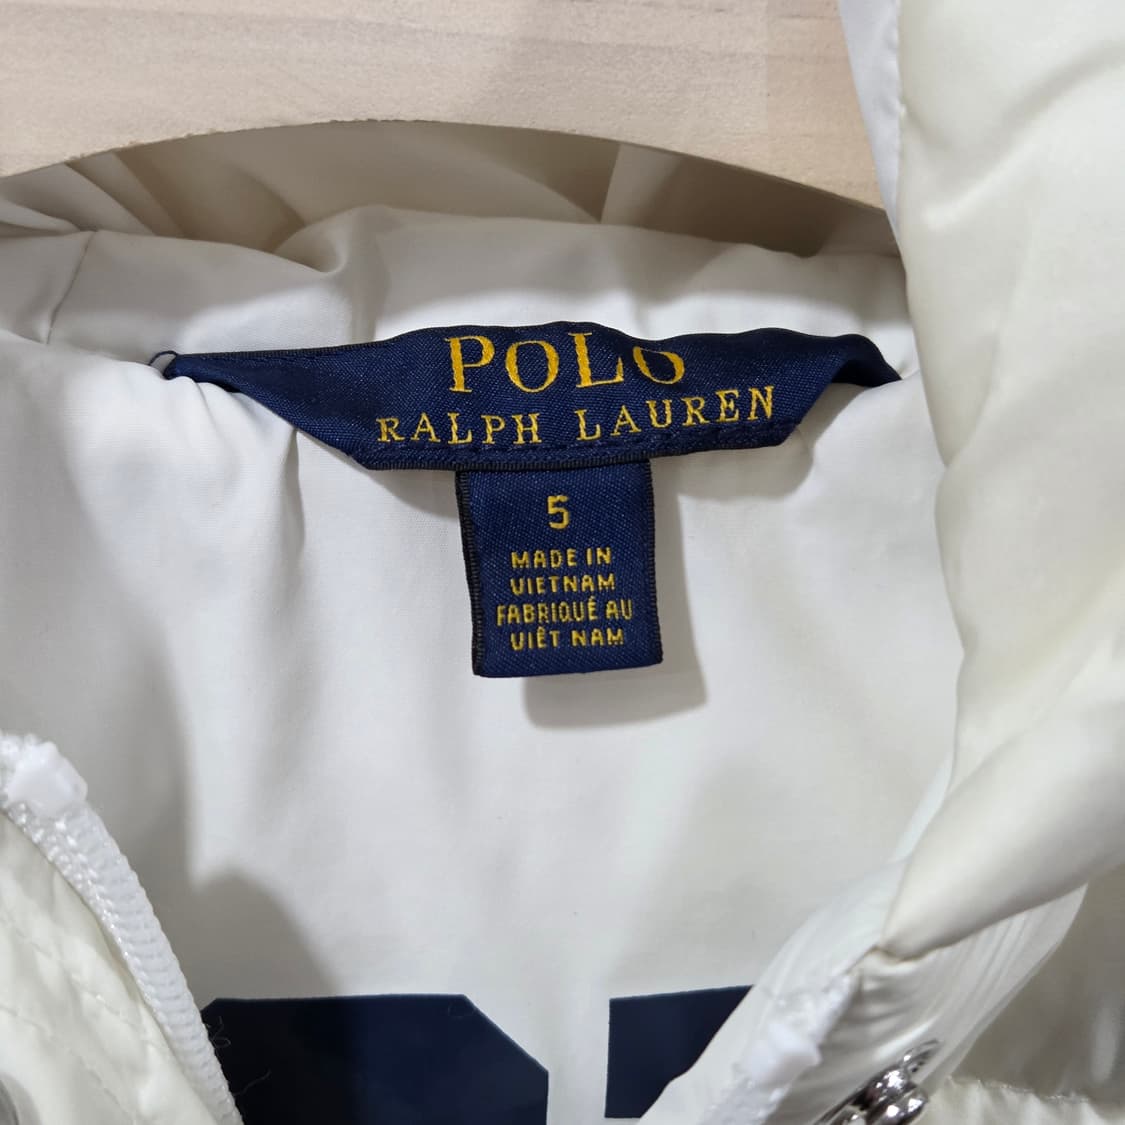 POLO
RALPH LAUREN
5
MADE IN
VIETNAM
FABRIQUÉ AU
VIÊT NAM